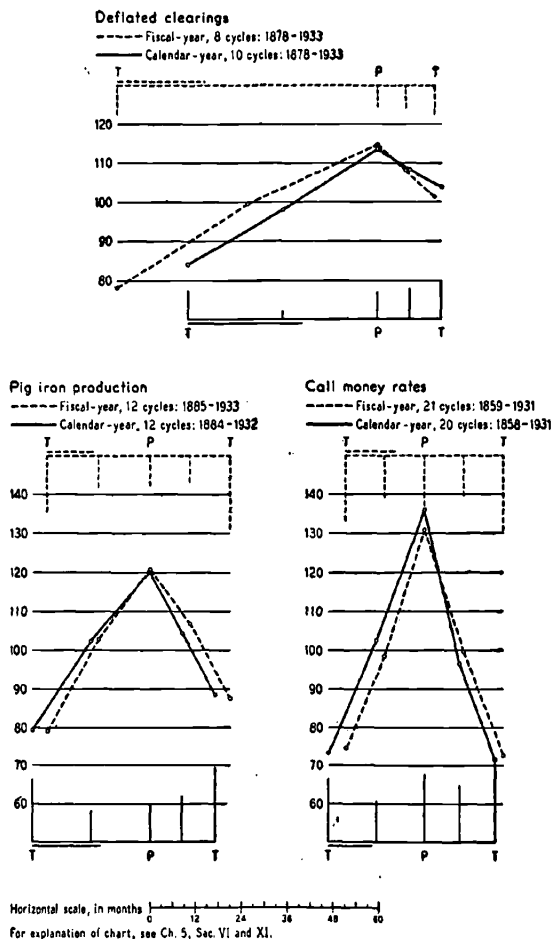 Deflated clearings
Fiscal-year, 8 cycles: 1878-1933
Calendar-year, 10 cycles: 1878-1933
T P T
120
110
100
90
80
T P T
Pig iron production
Fiscal-year, 12 cycles: 1885-1933
Calendar-year, 12 cycles: 1884-1932
T P T
140
130
120
110
100
90
80
70
60
T P T
Call money rates
Fiscal-year, 21 cycles: 1859-1931
Calendar-year, 20 cycles: 1858-1931
T P T
140
130
120
110
100
90
80
70
60
T P T
Horizontal scale, in months
0 12 24 36 48 60
For explanation of chart, see Ch. 5, Sec. VI and XI.